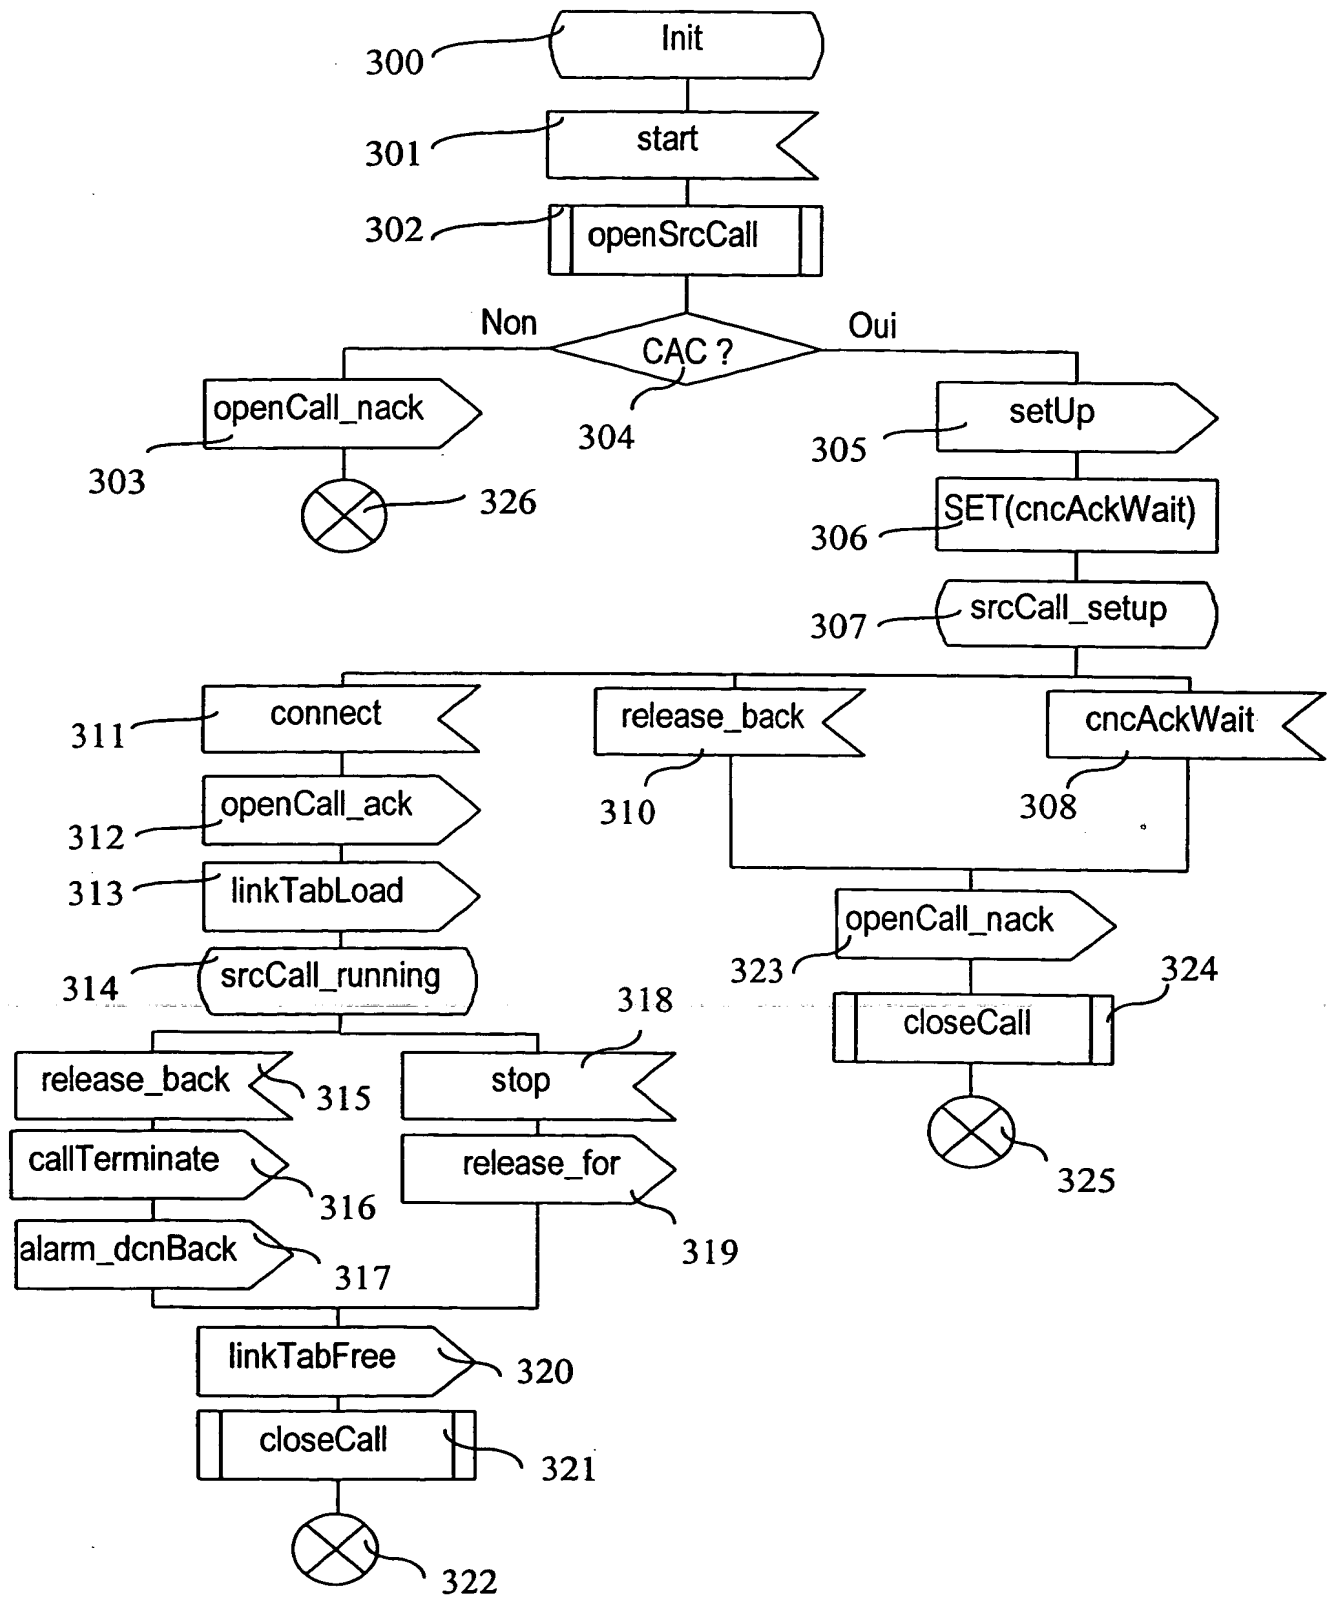 Init
300
start
301
openSrcCall
302
Non
Oui
CAC ?
304
openCall_nack
303
326
setUp
305
SET(cncAckWait)
306
srcCall_setup
307
connect
311
release_back
310
cncAckWait
308
openCall_ack
312
linkTabLoad
313
srcCall_running
314
openCall_nack
323
closeCall
324
325
release_back
315
stop
318
callTerminate
316
release_for
319
alarm_dcnBack
317
linkTabFree
320
closeCall
321
322